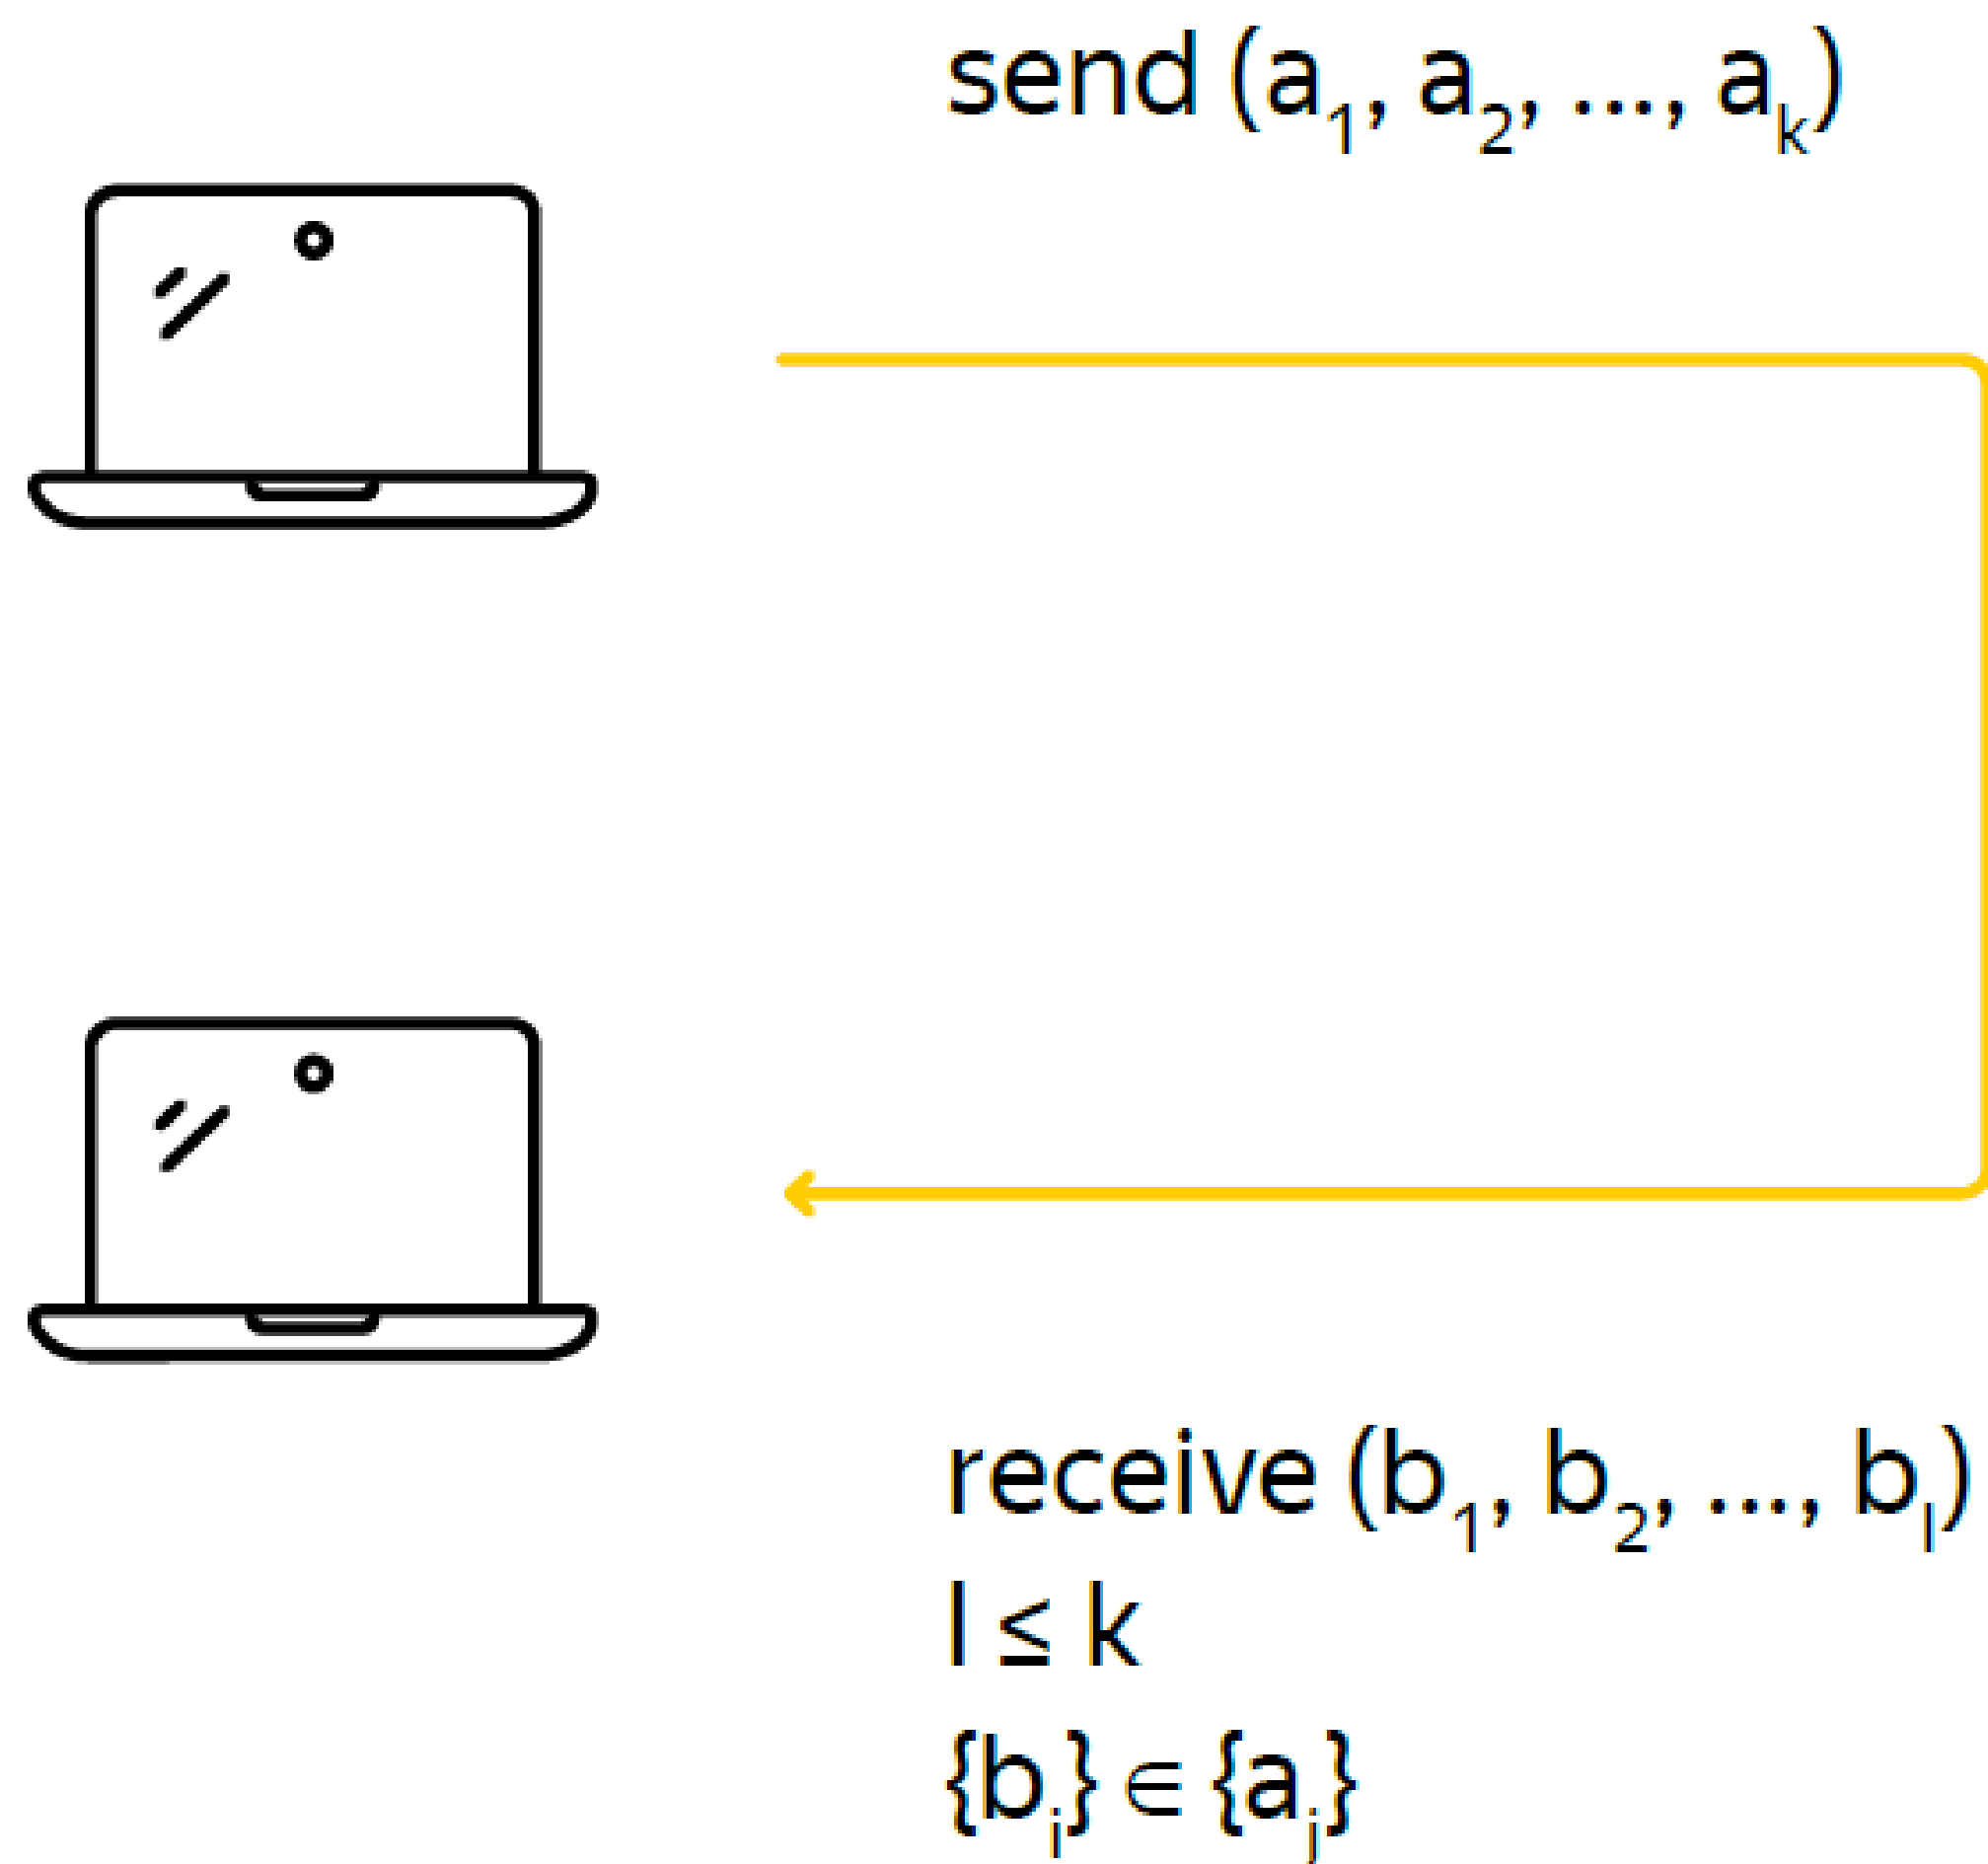 send (a₁, a₂, ..., aₖ)
receive (b₁, b₂, ..., bₗ)
l ≤ k
{bᵢ} ∈ {aⱼ}